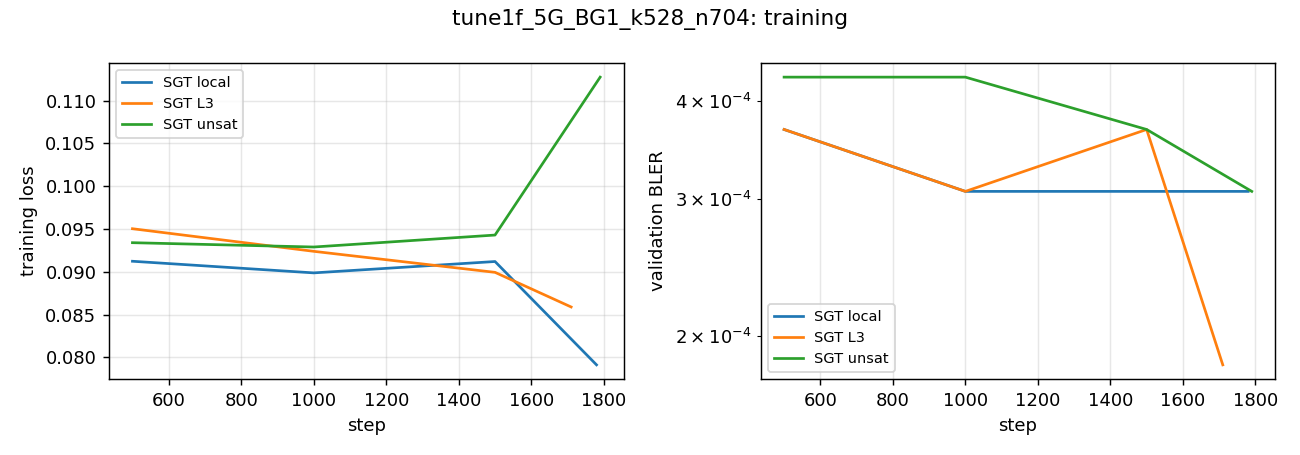 tune1f_5G_BG1_k528_n704: training
training loss
0.110
0.105
0.100
0.095
0.090
0.085
0.080
SGT local
SGT L3
SGT unsat
600 800 1000 1200 1400 1600 1800
step
validation BLER
4 × 10⁻⁴
3 × 10⁻⁴
2 × 10⁻⁴
SGT local
SGT L3
SGT unsat
600 800 1000 1200 1400 1600 1800
step